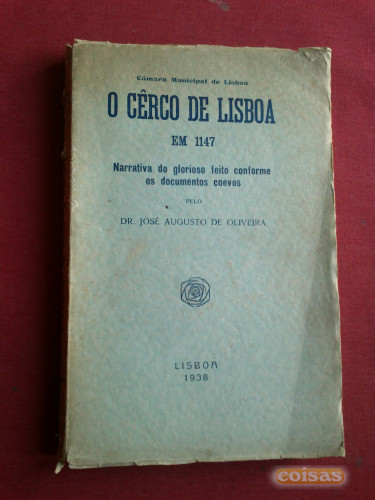 Câmara Municipal de Lisboa
O CÊRCO DE LISBOA
EM 1147
Narrativa do glorioso feito conforme
os documentos coevos
PELO
DR. JOSÉ AUGUSTO DE OLIVEIRA
LISBOA
1938
coisas